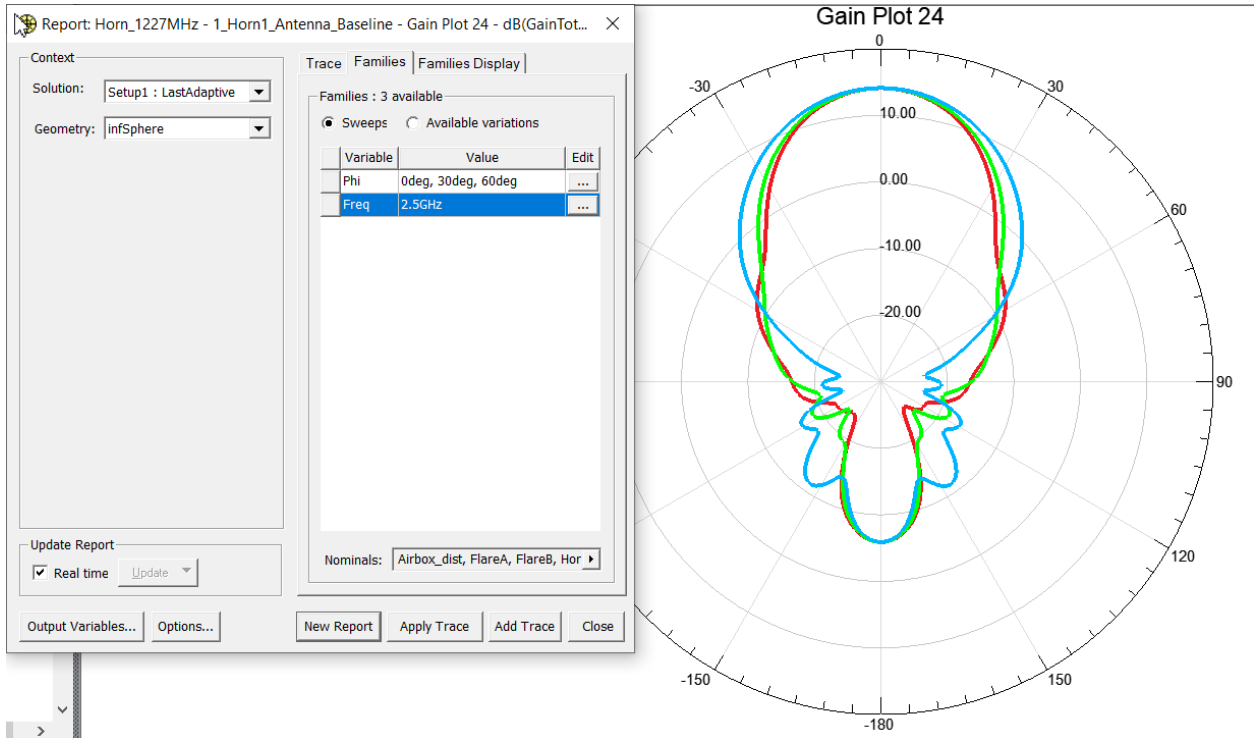 Report: Horn_1227MHz - 1_Horn1_Antenna_Baseline - Gain Plot 24 - dB(GainTot...
Context
Solution: Setup1 : LastAdaptive
Geometry: infSphere
Trace Families Families Display
Families : 3 available
Sweeps Available variations
Variable Value Edit
Phi 0deg, 30deg, 60deg ...
Freq 2.5GHz ...
Nominals: Airbox_dist, FlareA, FlareB, Hor
Update Report
Real time Update
Output Variables... Options... New Report Apply Trace Add Trace Close
Gain Plot 24
0
-30 30
10.00
0.00
60
-10.00
-20.00
90
120
-150 150
-180